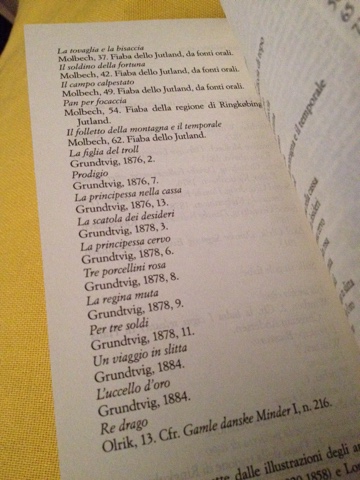 La tovaglia e la bisaccia
Molbech, 37. Fiaba dello Jutland, da fonti orali.
Il soldino della fortuna
Molbech, 42. Fiaba dello Jutland, da fonti orali.
Il campo calpestato
Molbech, 49. Fiaba dello Jutland, da fonti orali.
Pan per focaccia
Molbech, 54. Fiaba della regione di Ringkøbing
Jutland.
Il folletto della montagna e il temporale
Molbech, 62. Fiaba dello Jutland.
La figlia del troll
Grundtvig, 1876, 2.
Prodigio
Grundtvig, 1876, 7.
La principessa nella cassa
Grundtvig, 1876, 13.
La scatola dei desideri
Grundtvig, 1878, 3.
La principessa cervo
Grundtvig, 1878, 6.
Tre porcellini rosa
Grundtvig, 1878, 8.
La regina muta
Grundtvig, 1878, 9.
Per tre soldi
Grundtvig, 1878, 11.
Un viaggio in slitta
Grundtvig, 1884.
L'uccello d'oro
Grundtvig, 1884.
Re drago
Olrik, 13. Cfr. Gamle danske Minder I, n. 216.
dalle illustrazioni degli
1858) e
e il temporale